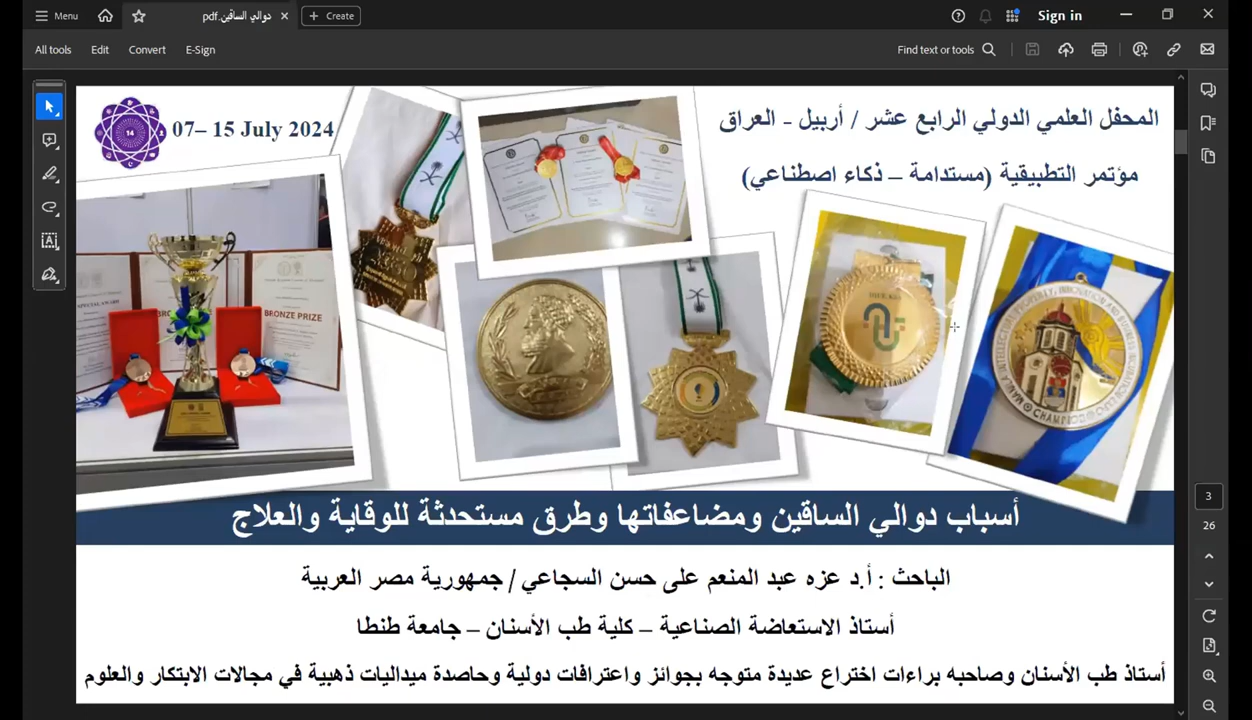 Menu
دوالي الساقين.pdf
Create
Sign in
All tools
Edit
Convert
E-Sign
Find text or tools
14
07– 15 July 2024
المحفل العلمي الدولي الرابع عشر / أربيل - العراق
مؤتمر التطبيقية (مستدامة – ذكاء اصطناعي)
BRONZE PRIZE
أسباب دوالي الساقين ومضاعفاتها وطرق مستحدثة للوقاية والعلاج
الباحث : أ.د عزه عبد المنعم على حسن السجاعي / جمهورية مصر العربية
أستاذ الاستعاضة الصناعية – كلية طب الأسنان – جامعة طنطا
أستاذ طب الأسنان وصاحبه براءات اختراع عديدة متوجه بجوائز واعترافات دولية وحاصدة ميداليات ذهبية في مجالات الابتكار والعلوم
3
26